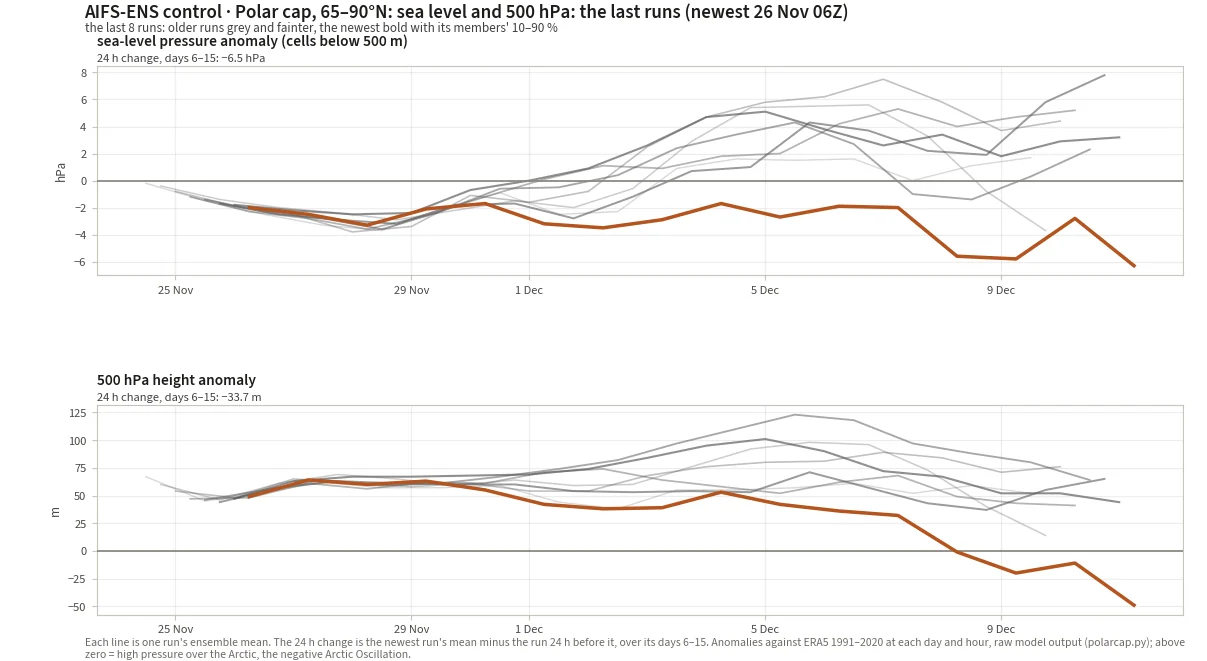 AIFS-ENS control · Polar cap, 65–90°N: sea level and 500 hPa: the last runs (newest 26 Nov 06Z)
the last 8 runs: older runs grey and fainter, the newest bold with its members' 10–90 %
sea-level pressure anomaly (cells below 500 m)
24 h change, days 6–15: −6.5 hPa
8
6
4
2
0
−2
−4
−6
hPa
25 Nov
29 Nov
1 Dec
5 Dec
9 Dec
500 hPa height anomaly
24 h change, days 6–15: −33.7 m
125
100
75
50
25
0
−25
−50
m
25 Nov
29 Nov
1 Dec
5 Dec
9 Dec
Each line is one run's ensemble mean. The 24 h change is the newest run's mean minus the run 24 h before it, over its days 6–15. Anomalies against ERA5 1991–2020 at each day and hour, raw model output (polarcap.py); above
zero = high pressure over the Arctic, the negative Arctic Oscillation.